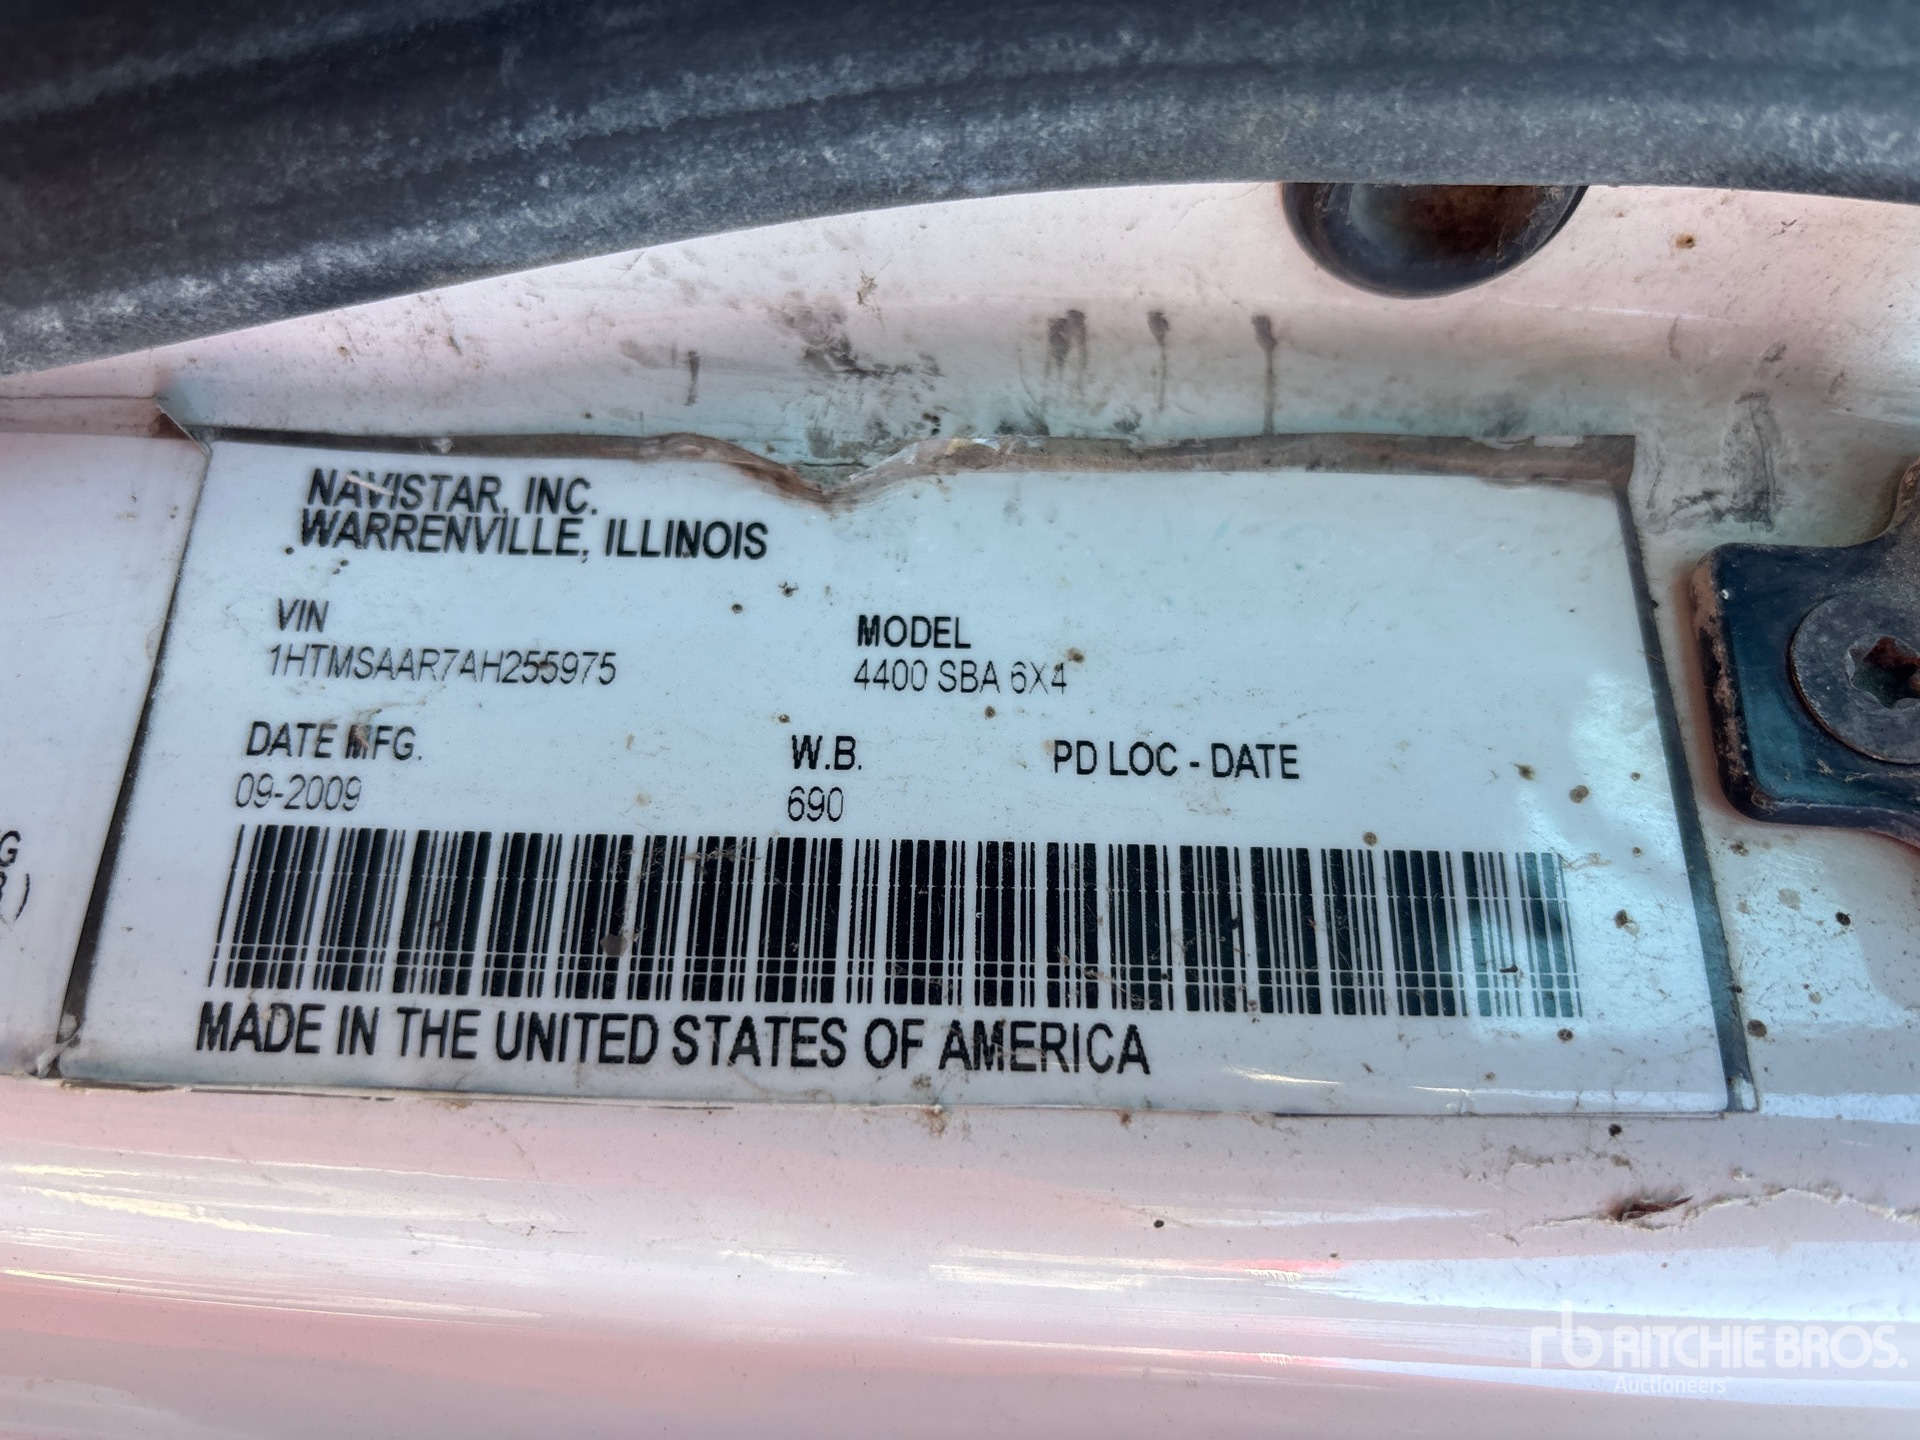 NAVISTAR, INC.
WARRENVILLE, ILLINOIS
VIN
1HTMSAAR7AH255975
MODEL
4400 SBA 6X4
DATE MFG.
09-2009
W.B.
690
PD LOC - DATE
MADE IN THE UNITED STATES OF AMERICA
G
)
rb RITCHIE BROS.
Auctioneers